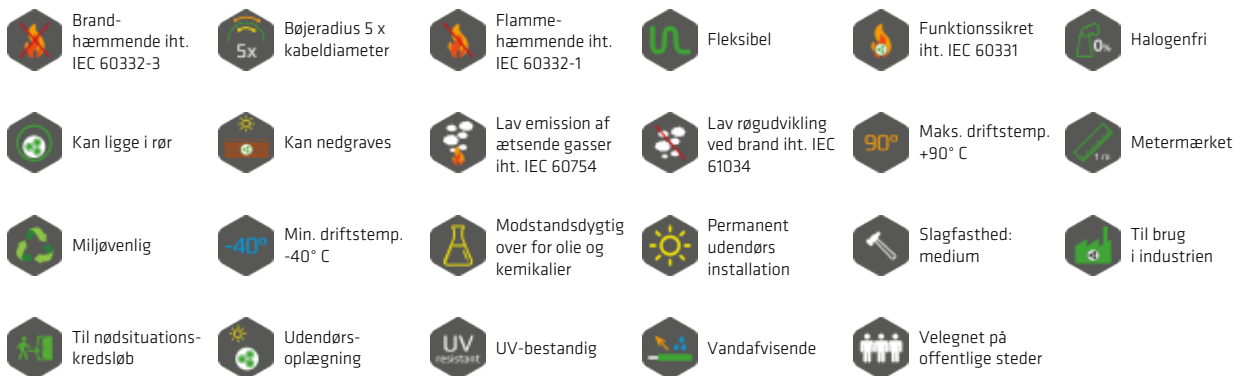 Brand-
hæmmende iht.
IEC 60332-3
5x
Bøjeradius 5 x
kabeldiameter
Flamme-
hæmmende iht.
IEC 60332-1
Fleksibel
Funktionssikret
iht. IEC 60331
0%
Halogenfri
Kan ligge i rør
Kan nedgraves
Lav emission af
ætsende gasser
iht. IEC 60754
Lav røgudvikling
ved brand iht. IEC
61034
90°
Maks. driftstemp.
+90° C
1 m
Metermærket
Miljøvenlig
-40°
Min. driftstemp.
-40° C
Modstandsdygtig
over for olie og
kemikalier
Permanent
udendørs
installation
Slagfasthed:
medium
Til brug
i industrien
Til nødsituations-
kredsløb
Udendørs-
oplægning
UV
resistant
UV-bestandig
Vandafvisende
Velegnet på
offentlige steder